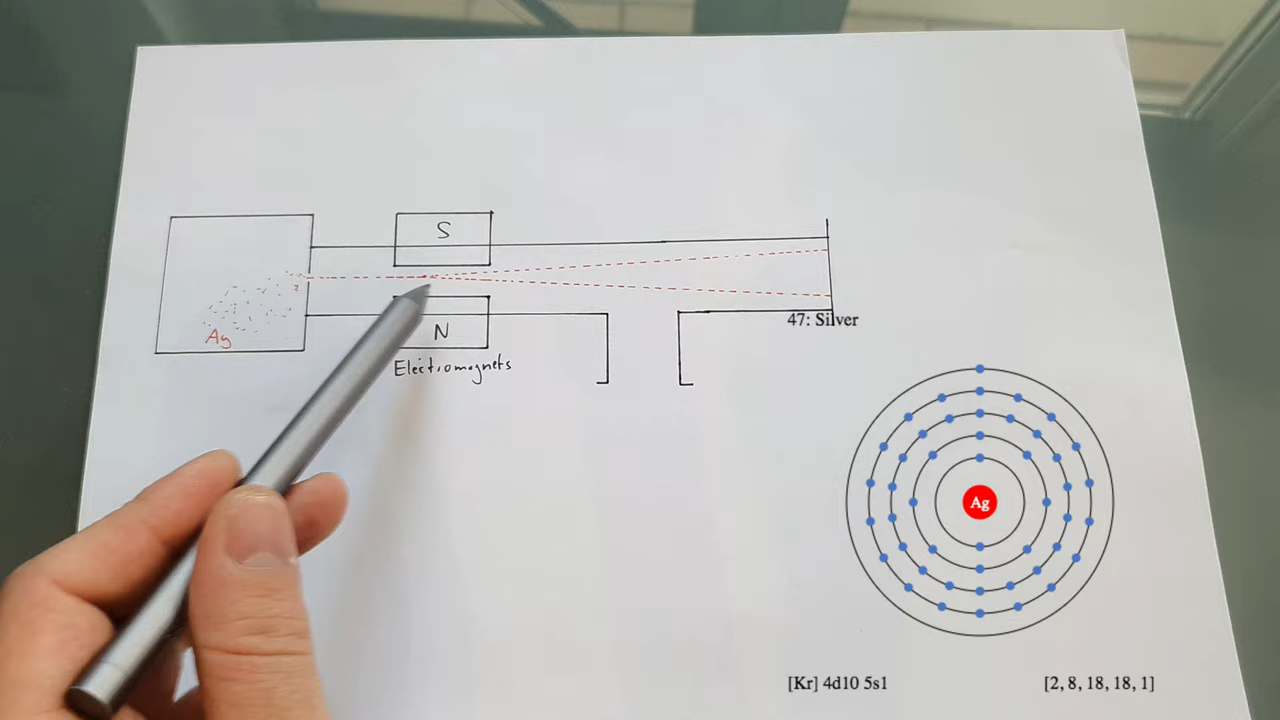 S
Ag
N
Electromagnets
47: Silver
Ag
[Kr] 4d10 5s1
[2, 8, 18, 18, 1]